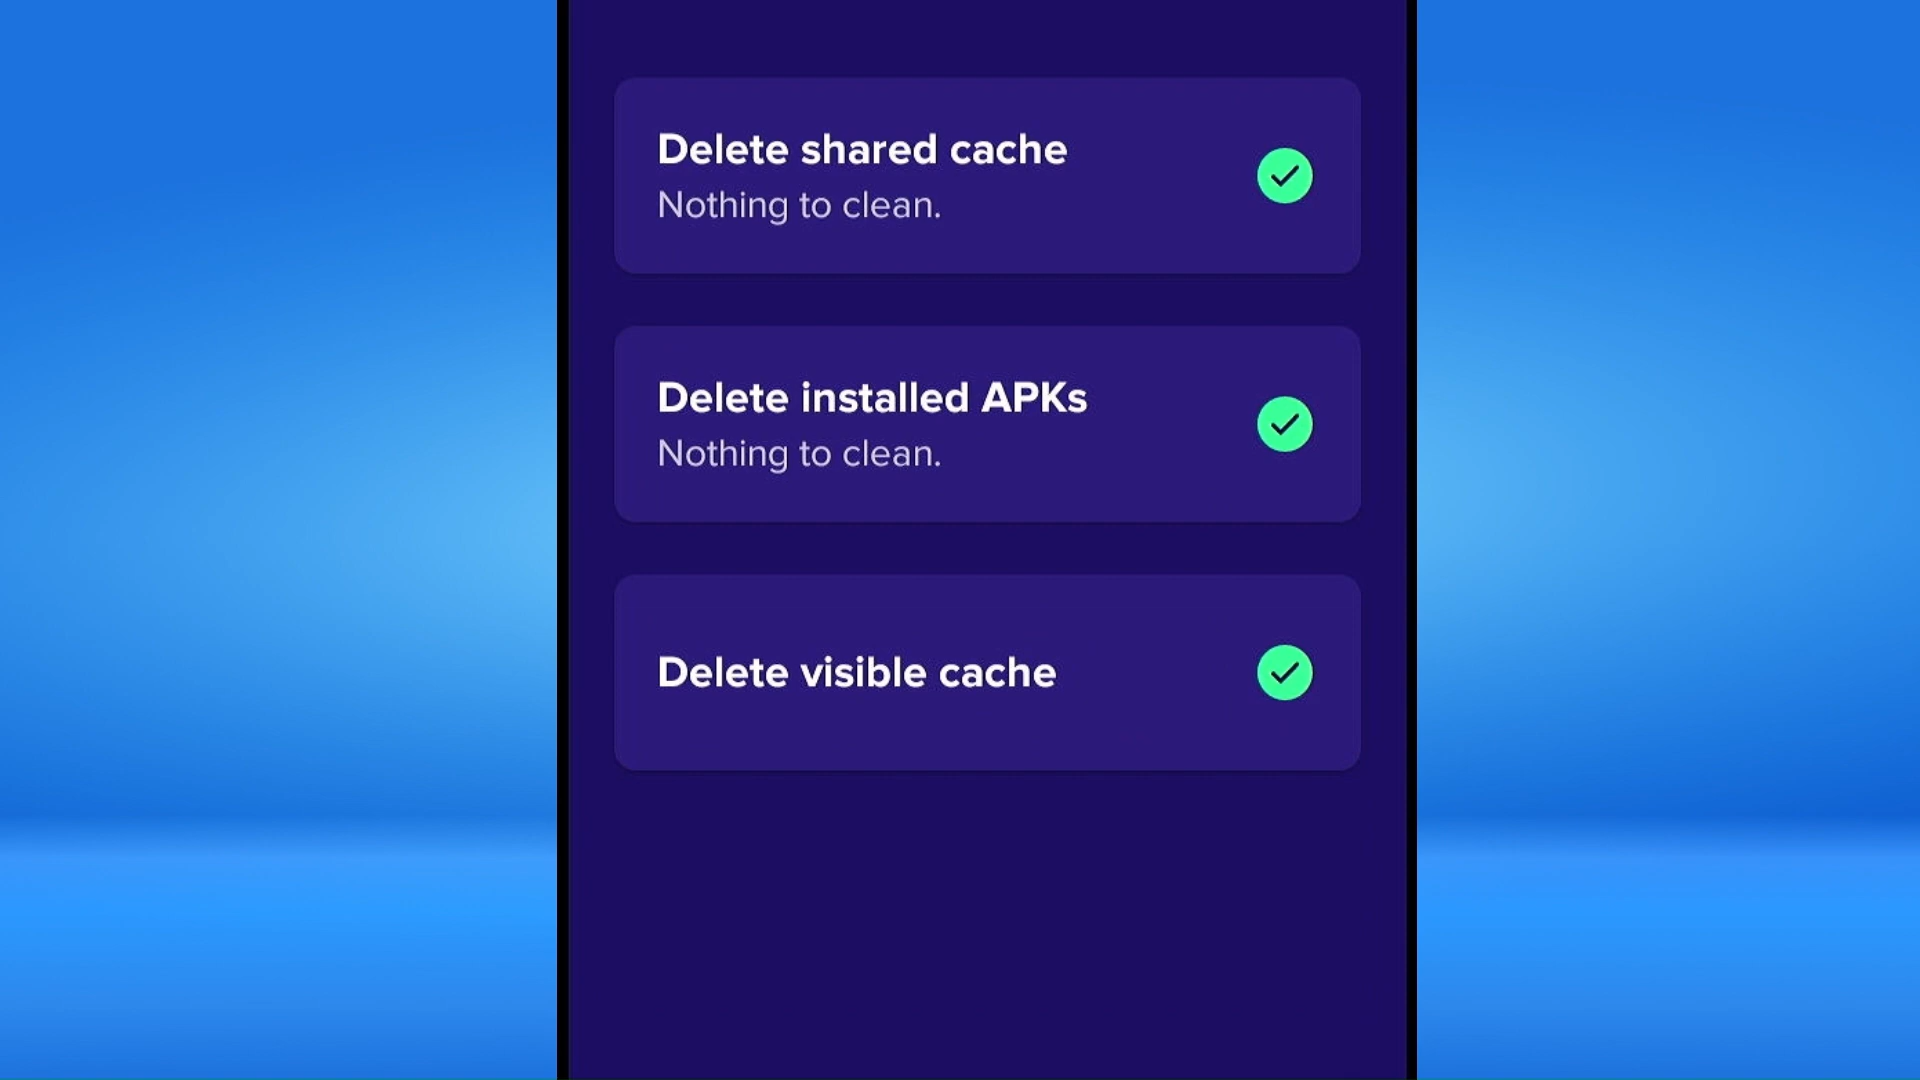 Delete shared cache
Nothing to clean.
Delete installed APKs
Nothing to clean.
Delete visible cache